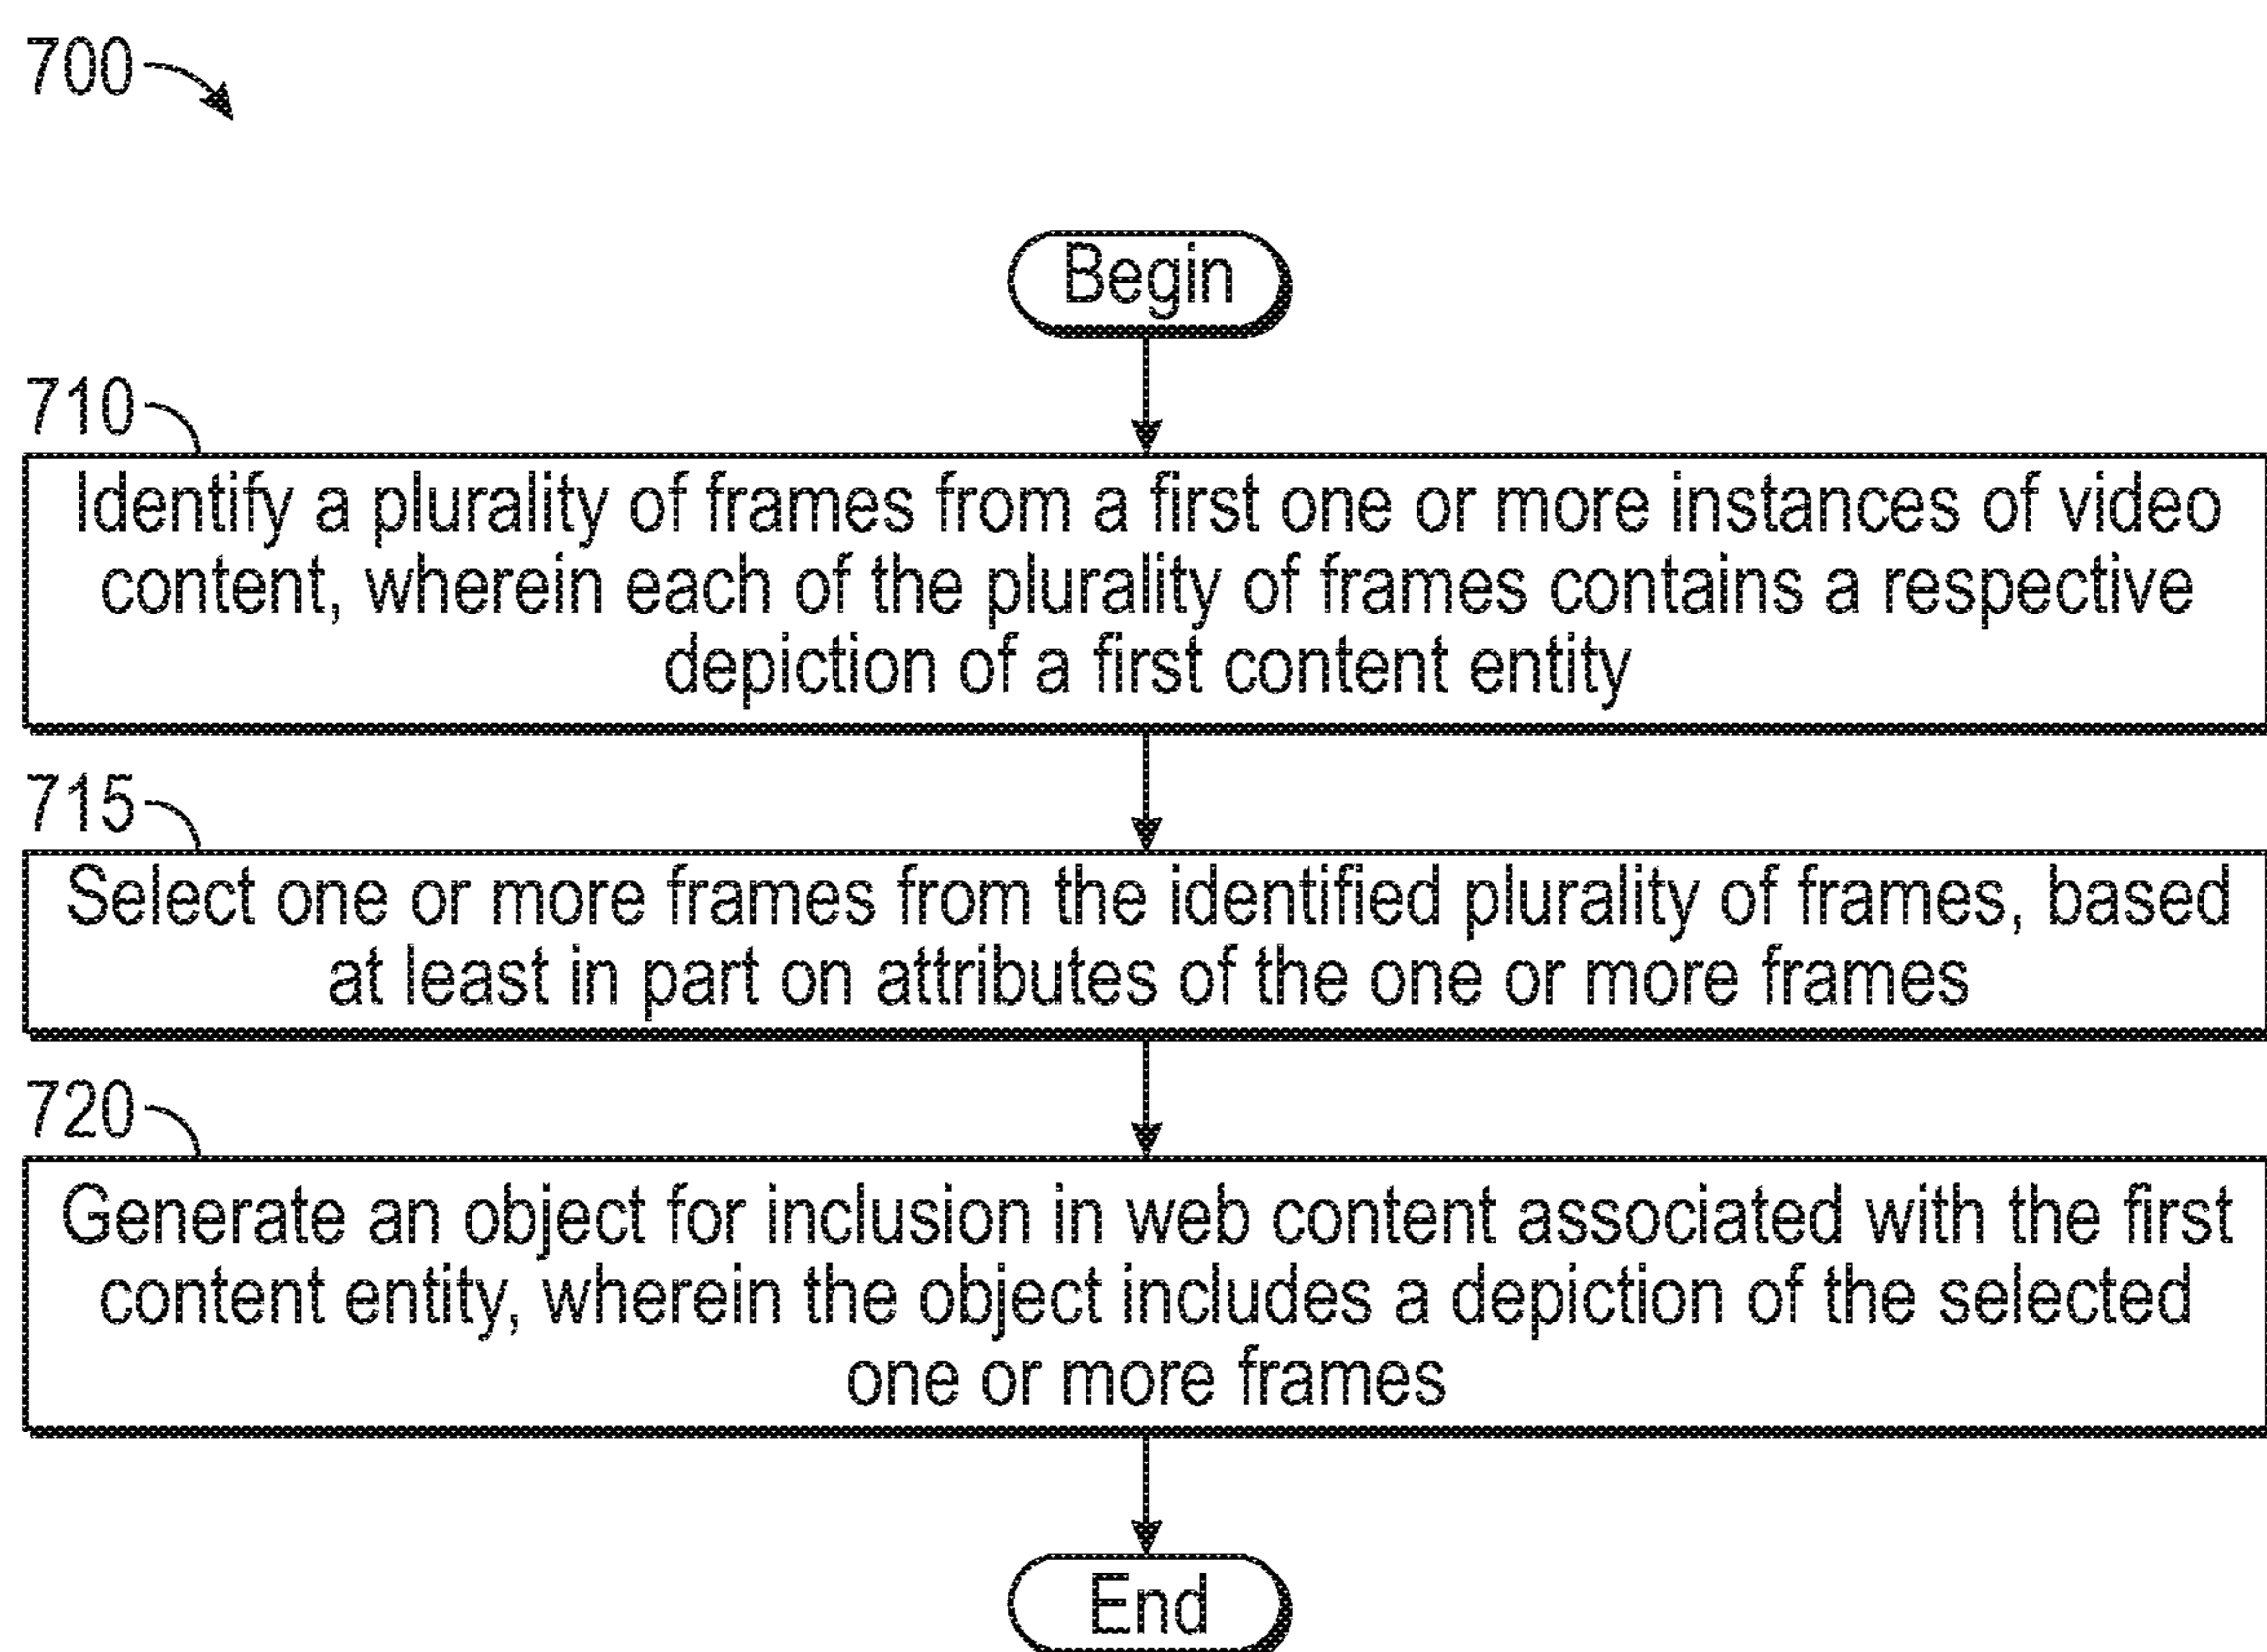 700
Begin
710
Identify a plurality of frames from a first one or more instances of video
content, wherein each of the plurality of frames contains a respective
depiction of a first content entity
715
Select one or more frames from the identified plurality of frames, based
at least in part on attributes of the one or more frames
720
Generate an object for inclusion in web content associated with the first
content entity, wherein the object includes a depiction of the selected
one or more frames
End